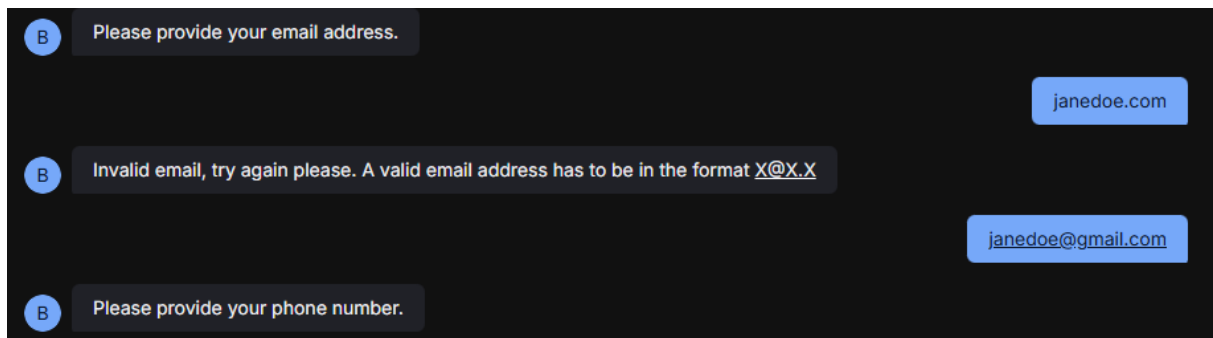 B Please provide your email address.
janedoe.com
B Invalid email, try again please. A valid email address has to be in the format X@X.X
janedoe@gmail.com
B Please provide your phone number.